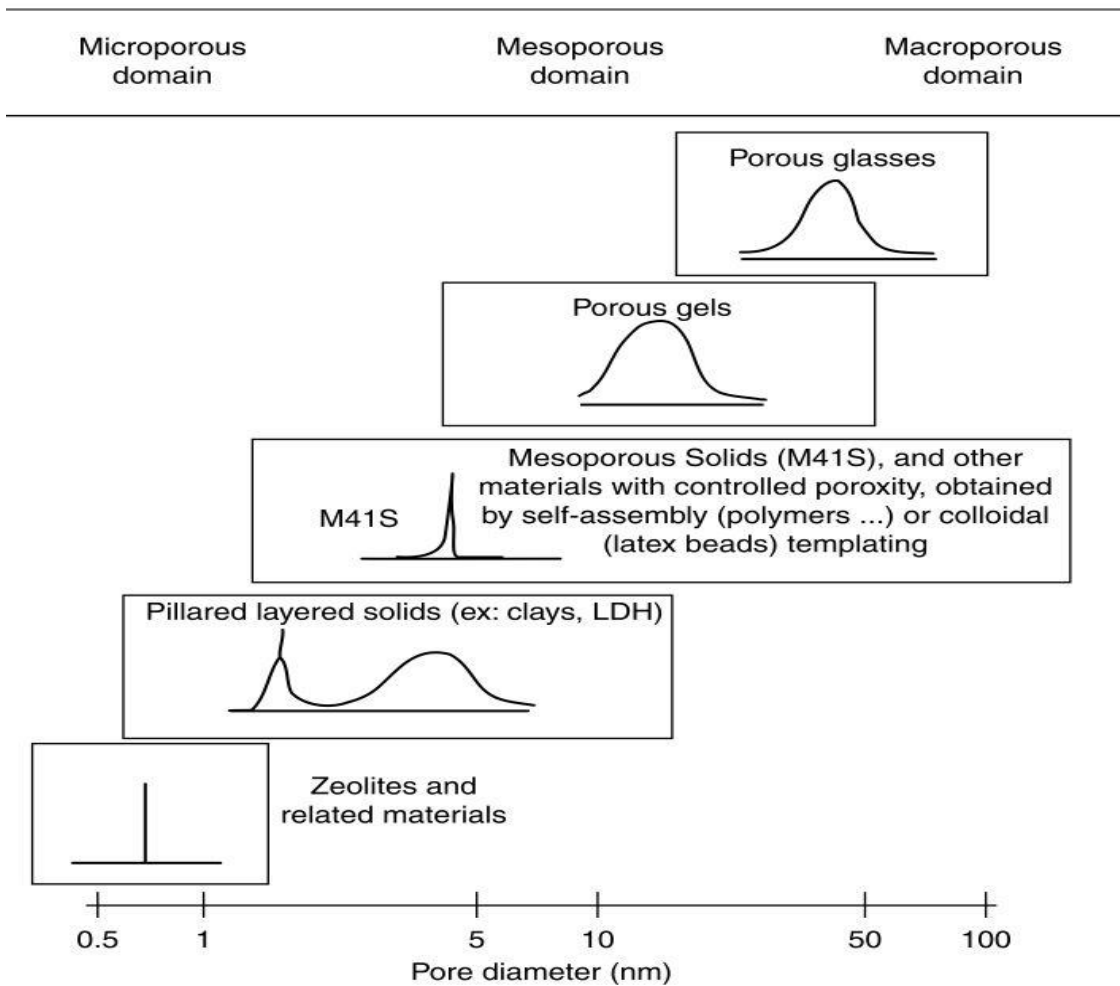 Microporous
domain
Mesoporous
domain
Macroporous
domain
Porous glasses
Porous gels
Mesoporous Solids (M41S), and other
materials with controlled poroxity, obtained
by self-assembly (polymers ...) or colloidal
(latex beads) templating
M41S
Pillared layered solids (ex: clays, LDH)
Zeolites and
related materials
0.5 1 5 10 50 100
Pore diameter (nm)